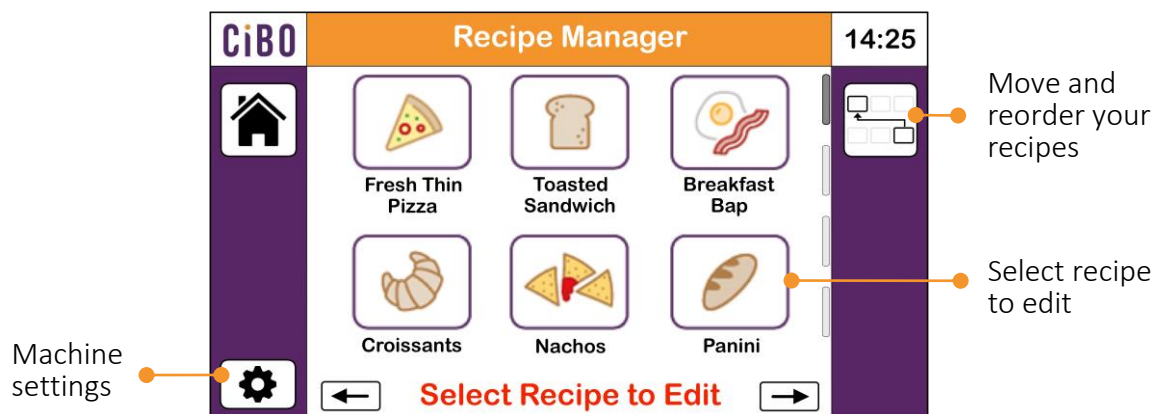 CiBO
Recipe Manager
14:25
Move and
reorder your
recipes
Fresh Thin
Pizza
Toasted
Sandwich
Breakfast
Bap
Select recipe
to edit
Croissants
Nachos
Panini
Machine
settings
Select Recipe to Edit